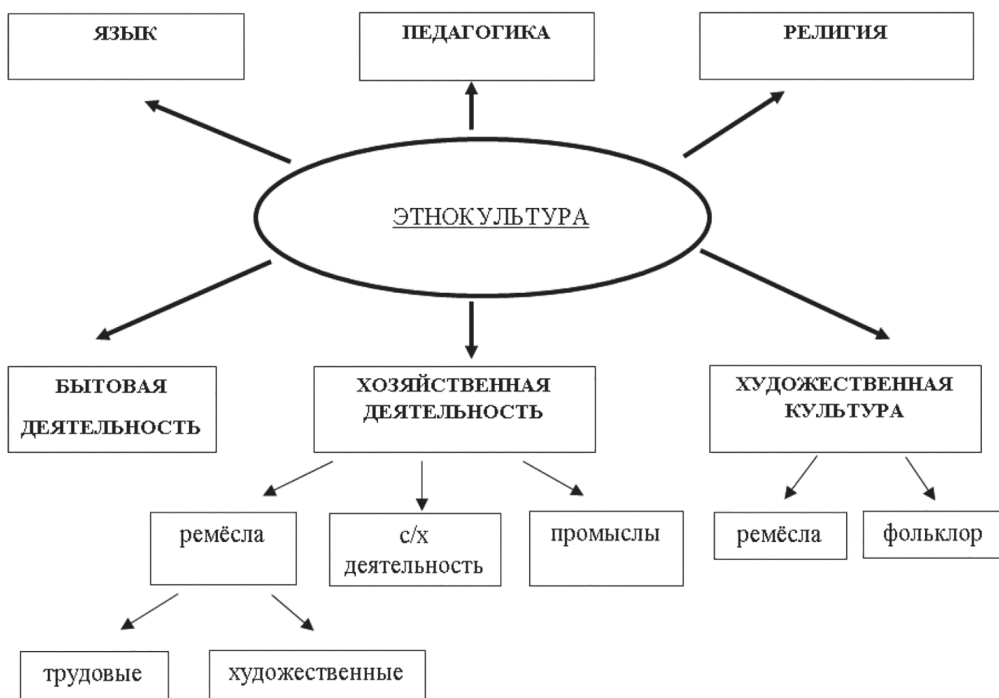 ЯЗЫК
ПЕДАГОГИКА
РЕЛИГИЯ
ЭТНОКУЛЬТУРА
БЫТОВАЯ
ДЕЯТЕЛЬНОСТЬ
ХОЗЯЙСТВЕННАЯ
ДЕЯТЕЛЬНОСТЬ
ХУДОЖЕСТВЕННАЯ
КУЛЬТУРА
ремёсла
с/х
деятельность
промыслы
ремёсла
фольклор
трудовые
художественные